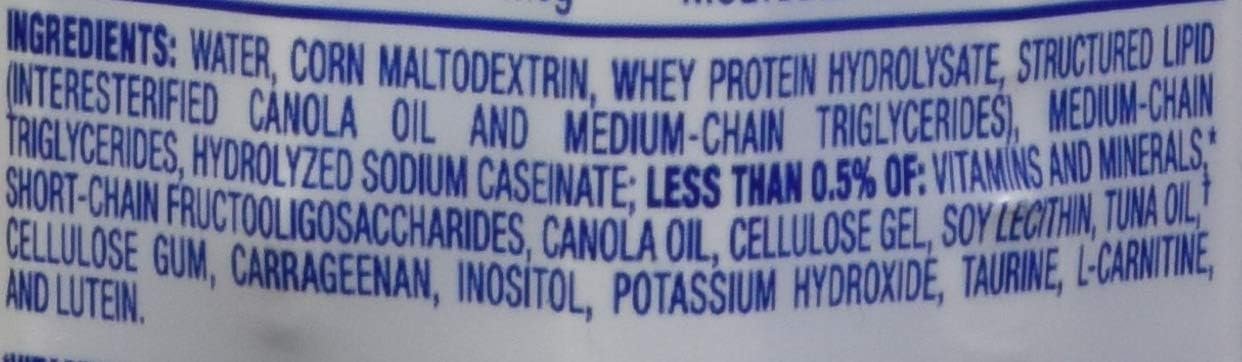 INGREDIENTS: WATER, CORN MALTODEXTRIN, WHEY PROTEIN HYDROLYSATE, STRUCTURED LIPID
(INTERESTERIFIED CANOLA OIL AND MEDIUM-CHAIN TRIGLYCERIDES), MEDIUM-CHAIN
TRIGLYCERIDES, HYDROLYZED SODIUM CASEINATE; LESS THAN 0.5% OF: VITAMINS AND MINERALS,*
SHORT-CHAIN FRUCTOOLIGOSACCHARIDES, CANOLA OIL, CELLULOSE GEL, SOY LECITHIN, TUNA OIL,†
CELLULOSE GUM, CARRAGEENAN, INOSITOL, POTASSIUM HYDROXIDE, TAURINE, L-CARNITINE,
AND LUTEIN.